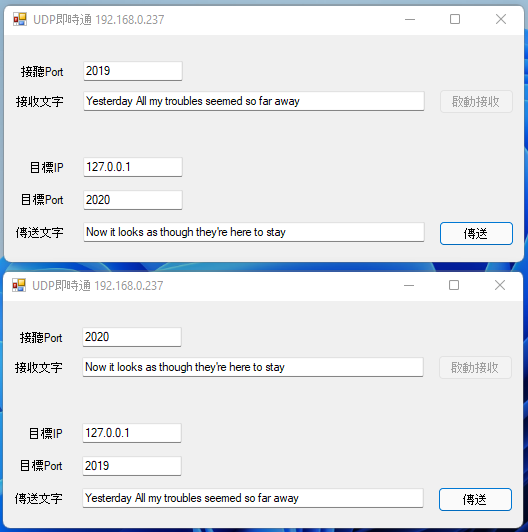 UDP即時通 192.168.0.237
接聽Port 2019
接收文字 Yesterday All my troubles seemed so far away 啟動接收
目標IP 127.0.0.1
目標Port 2020
傳送文字 Now it looks as though they're here to stay 傳送
UDP即時通 192.168.0.237
接聽Port 2020
接收文字 Now it looks as though they're here to stay 啟動接收
目標IP 127.0.0.1
目標Port 2019
傳送文字 Yesterday All my troubles seemed so far away 傳送